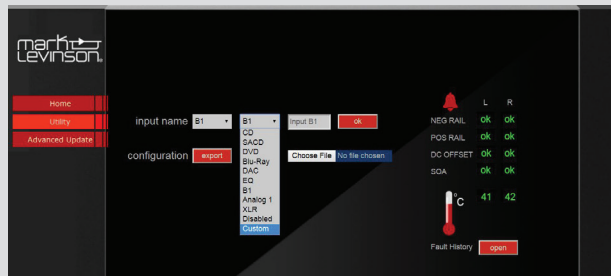 mark
Levinson®
Home
Utility
Advanced Update
input name B1 B1 Input B1 ok
CD
SACD
DVD
Blu-Ray
DAC
EQ
B1
Analog 1
XLR
Disabled
Custom
configuration export Choose File No file chosen
L R
NEG RAIL ok ok
POS RAIL ok ok
DC OFFSET ok ok
SOA ok ok
°C 41 42
Fault History open